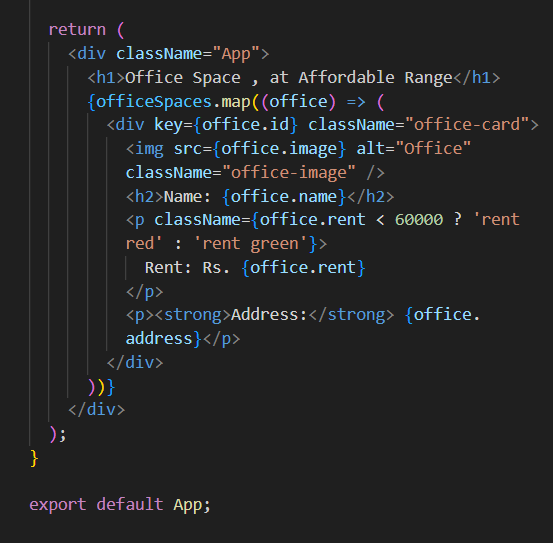 return (
<div className="App">
<h1>Office Space , at Affordable Range</h1>
{officeSpaces.map((office) => (
<div key={office.id} className="office-card">
<img src={office.image} alt="Office"
className="office-image" />
<h2>Name: {office.name}</h2>
<p className={office.rent < 60000 ? 'rent
red' : 'rent green'}>
Rent: Rs. {office.rent}
</p>
<p><strong>Address:</strong> {office.
address}</p>
</div>
))}
</div>
);
}
export default App;